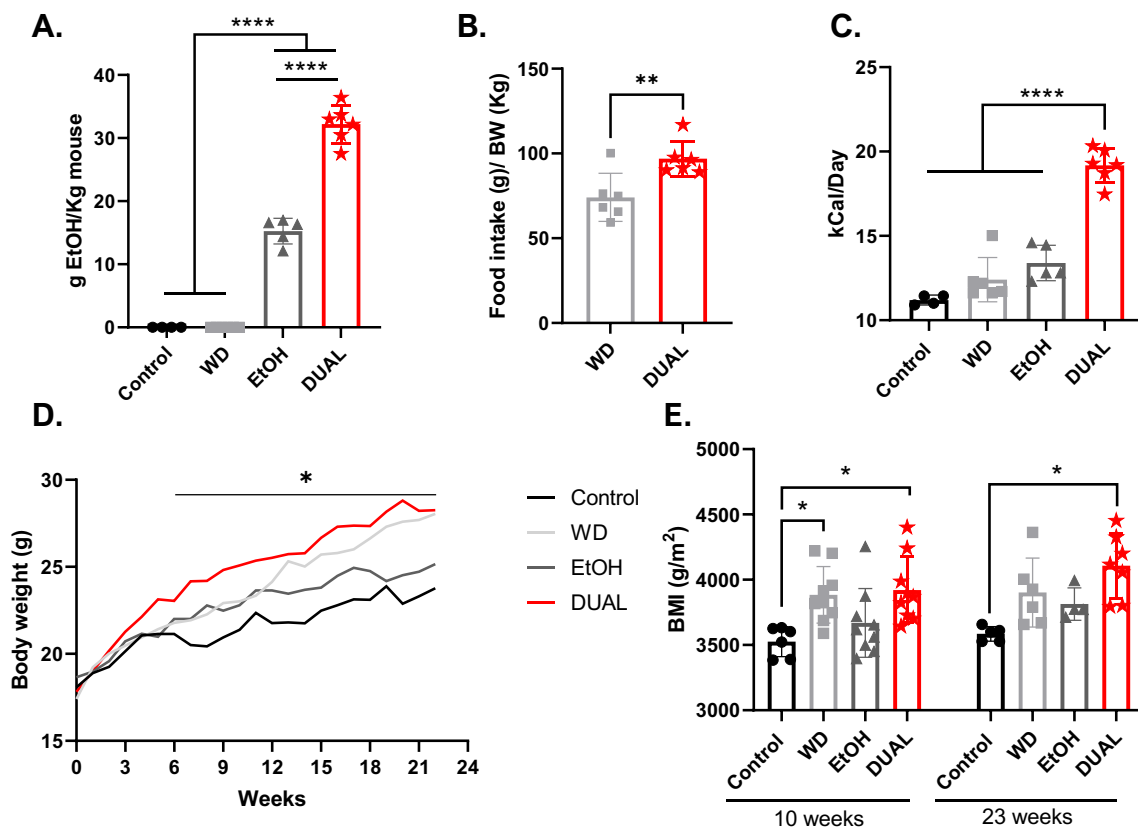 A.
****
****
g EtOH/Kg mouse
40
30
20
10
0
Control
WD
EtOH
DUAL
B.
**
Food intake (g)/ BW (Kg)
150
100
50
0
WD
DUAL
C.
****
kCal/Day
25
20
15
10
Control
WD
EtOH
DUAL
D.
*
Body weight (g)
30
25
20
15
0
3
6
9
12
15
18
21
24
Weeks
Control
WD
EtOH
DUAL
E.
*
*
*
BMI (g/m²)
5000
4500
4000
3500
3000
Control
WD
EtOH
DUAL
Control
WD
EtOH
DUAL
10 weeks
23 weeks